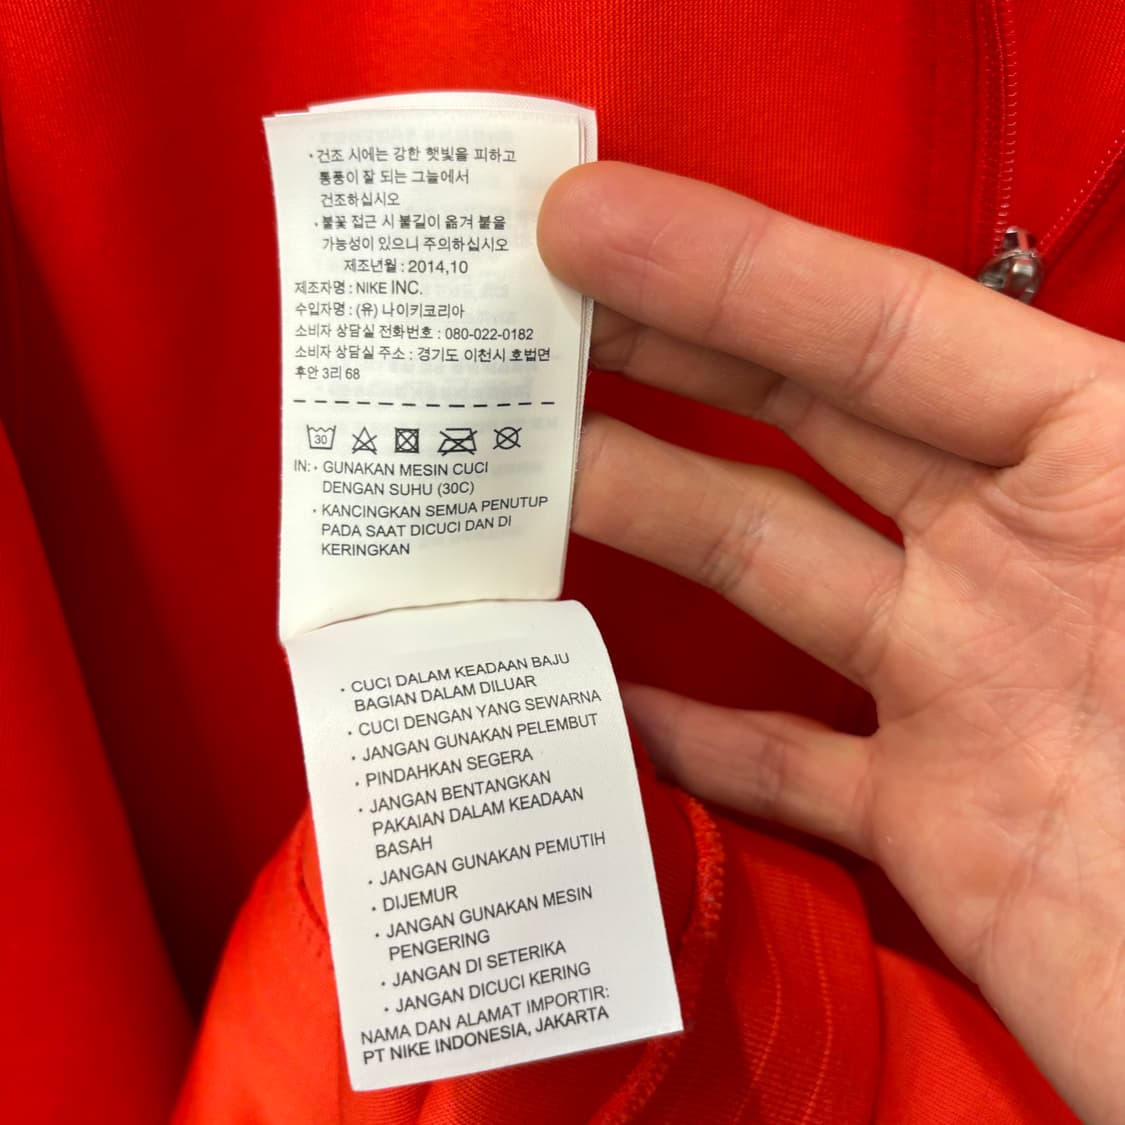 · 건조 시에는 강한 햇빛을 피하고
통풍이 잘 되는 그늘에서
건조하십시오
· 불꽃 접근 시 불길이 옮겨 붙을
가능성이 있으니 주의하십시오
제조년월 : 2014,10
제조자명 : NIKE INC.
수입자명 : (유) 나이키코리아
소비자 상담실 전화번호 : 080-022-0182
소비자 상담실 주소 : 경기도 이천시 호법면
후안 3리 68
30
IN: · GUNAKAN MESIN CUCI
DENGAN SUHU (30C)
· KANCINGKAN SEMUA PENUTUP
PADA SAAT DICUCI DAN DI
KERINGKAN
· CUCI DALAM KEADAAN BAJU
BAGIAN DALAM DILUAR
· CUCI DENGAN YANG SEWARNA
· JANGAN GUNAKAN PELEMBUT
· PINDAHKAN SEGERA
· JANGAN BENTANGKAN
PAKAIAN DALAM KEADAAN
BASAH
· JANGAN GUNAKAN PEMUTIH
· DIJEMUR
· JANGAN GUNAKAN MESIN
PENGERING
· JANGAN DI SETERIKA
· JANGAN DICUCI KERING
NAMA DAN ALAMAT IMPORTIR:
PT NIKE INDONESIA, JAKARTA